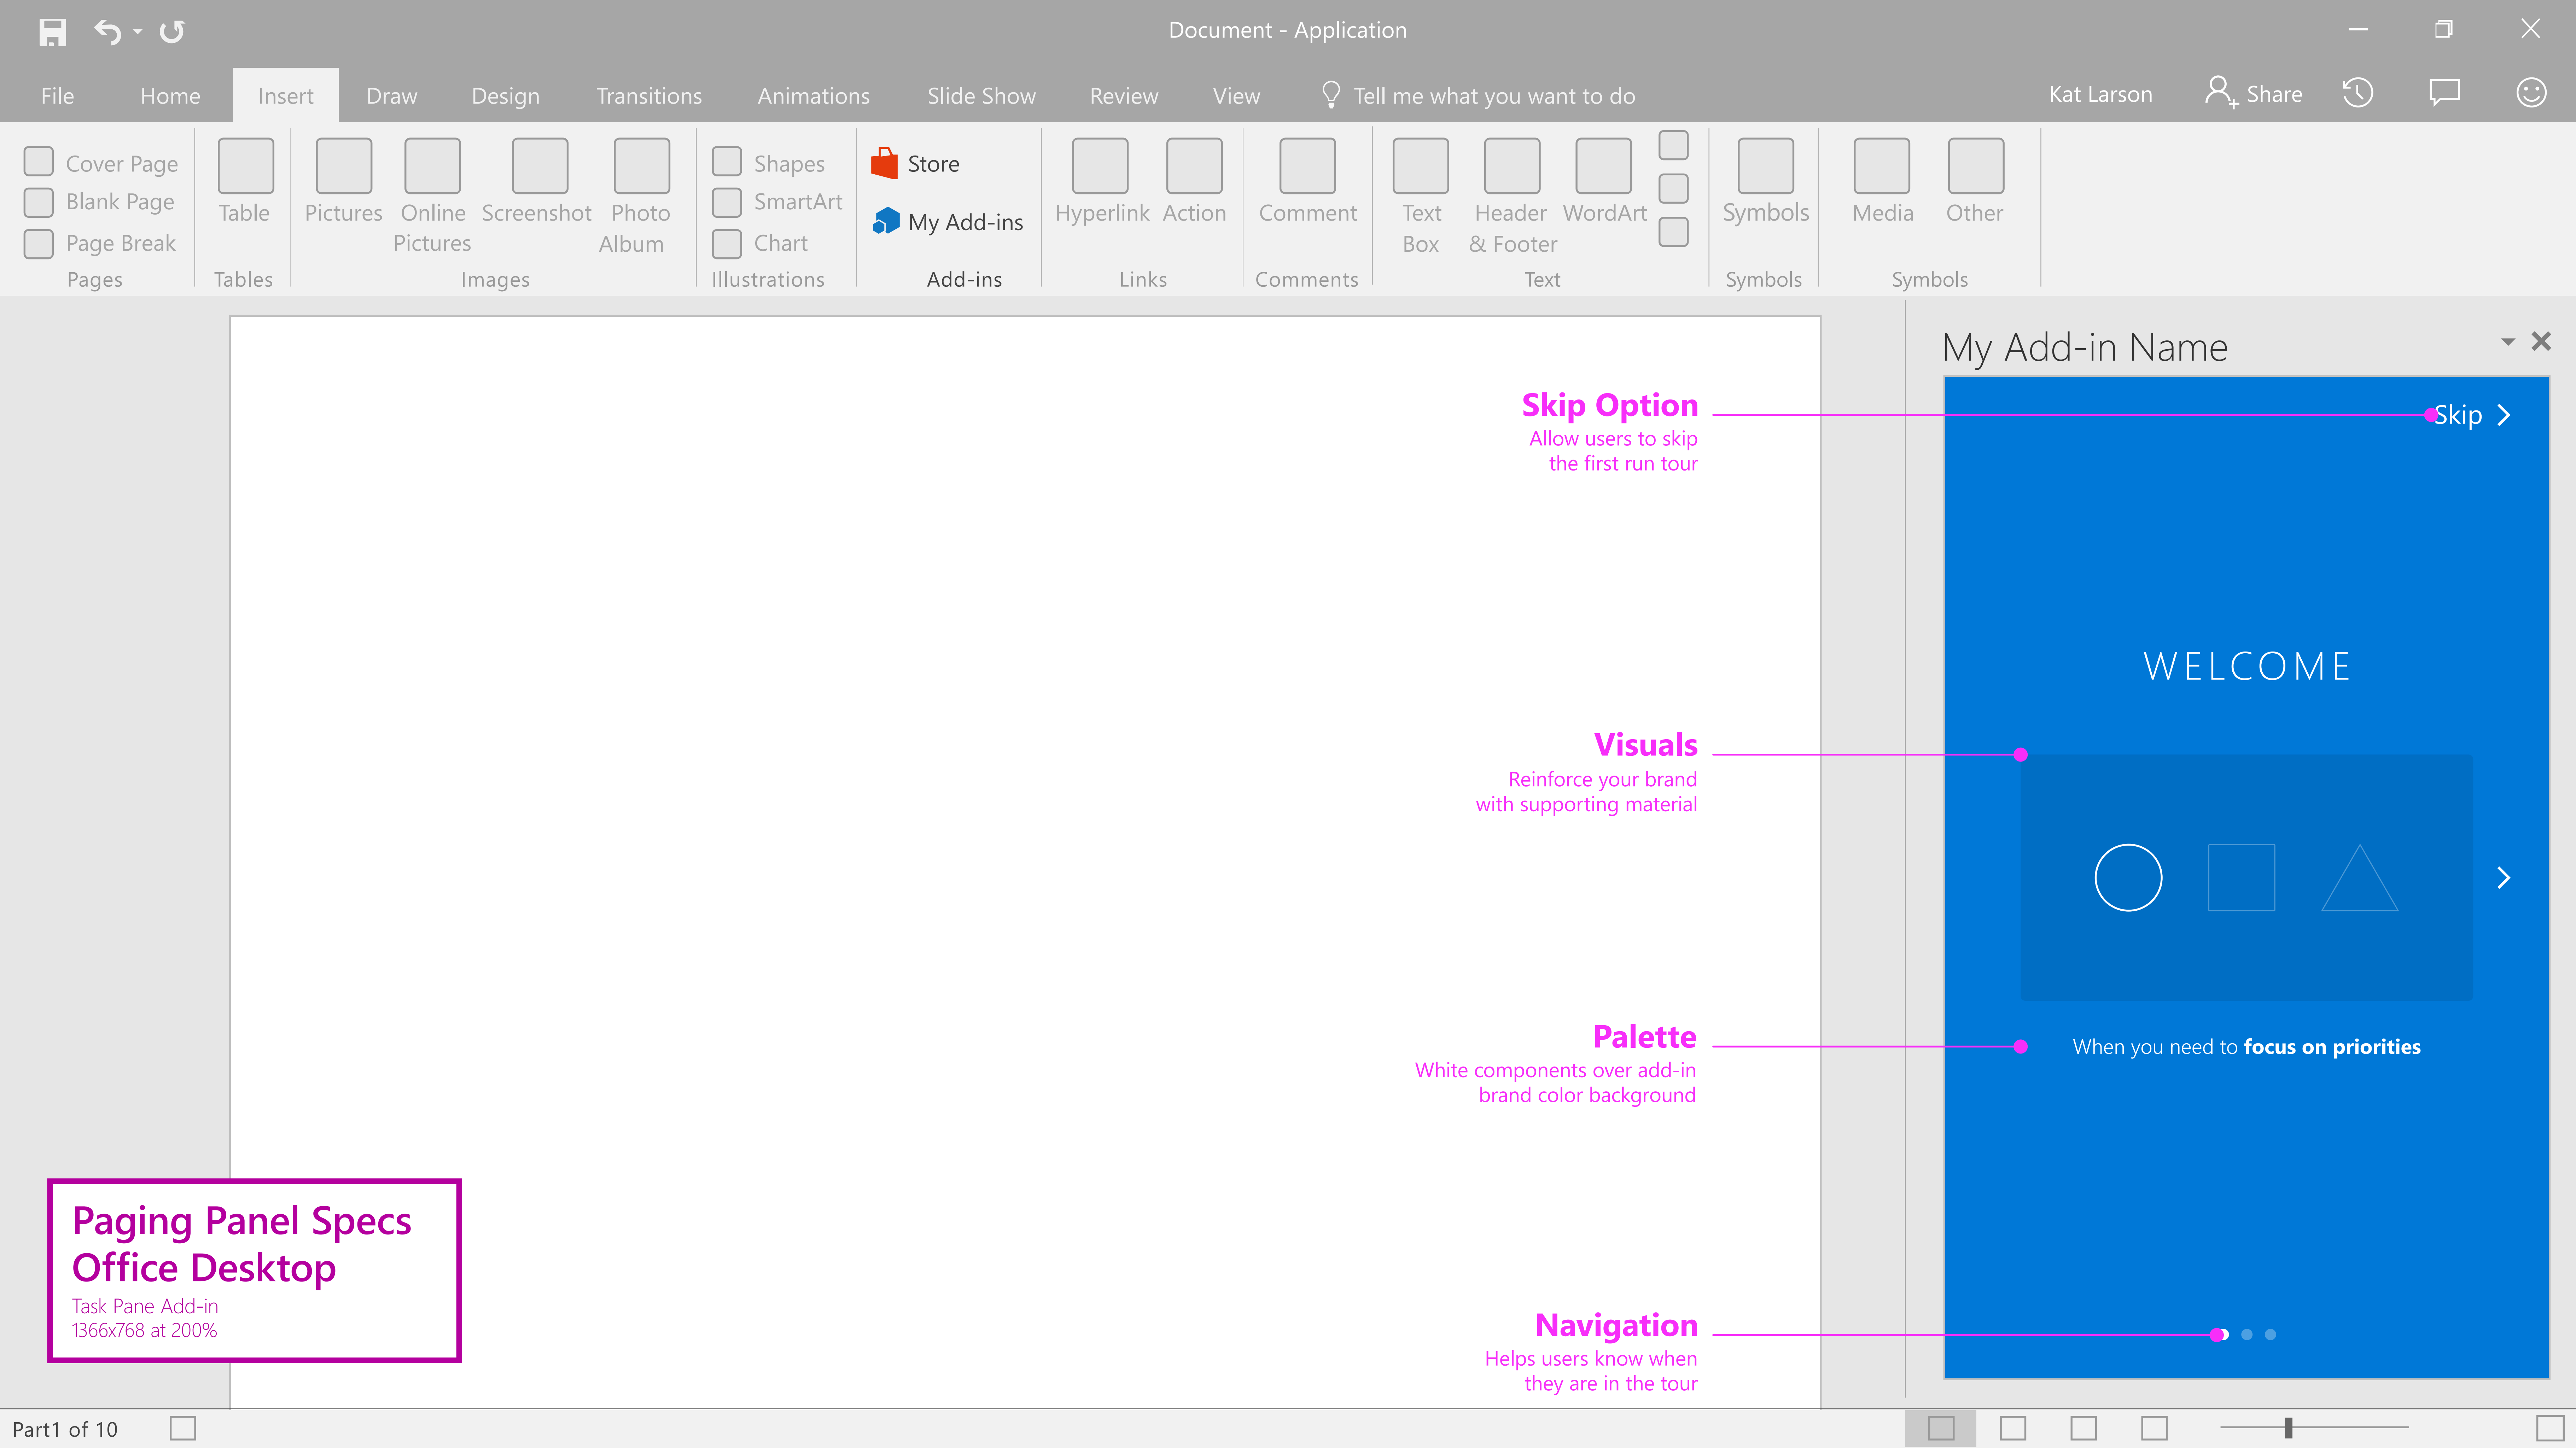 Document - Application
File Home Insert Draw Design Transitions Animations Slide Show Review View Tell me what you want to do Kat Larson Share
Cover Page
Blank Page
Page Break
Pages
Table
Tables
Pictures
Online
Pictures
Screenshot
Photo
Album
Images
Shapes
SmartArt
Chart
Illustrations
Store
My Add-ins
Add-ins
Hyperlink
Action
Links
Comment
Comments
Text
Box
Header
& Footer
WordArt
Text
Symbols
Symbols
Media
Other
Symbols
My Add-in Name
Skip Option
Allow users to skip
the first run tour
Skip
WELCOME
Visuals
Reinforce your brand
with supporting material
Palette
White components over add-in
brand color background
When you need to focus on priorities
Paging Panel Specs
Office Desktop
Task Pane Add-in
1366x768 at 200%
Navigation
Helps users know when
they are in the tour
Part1 of 10